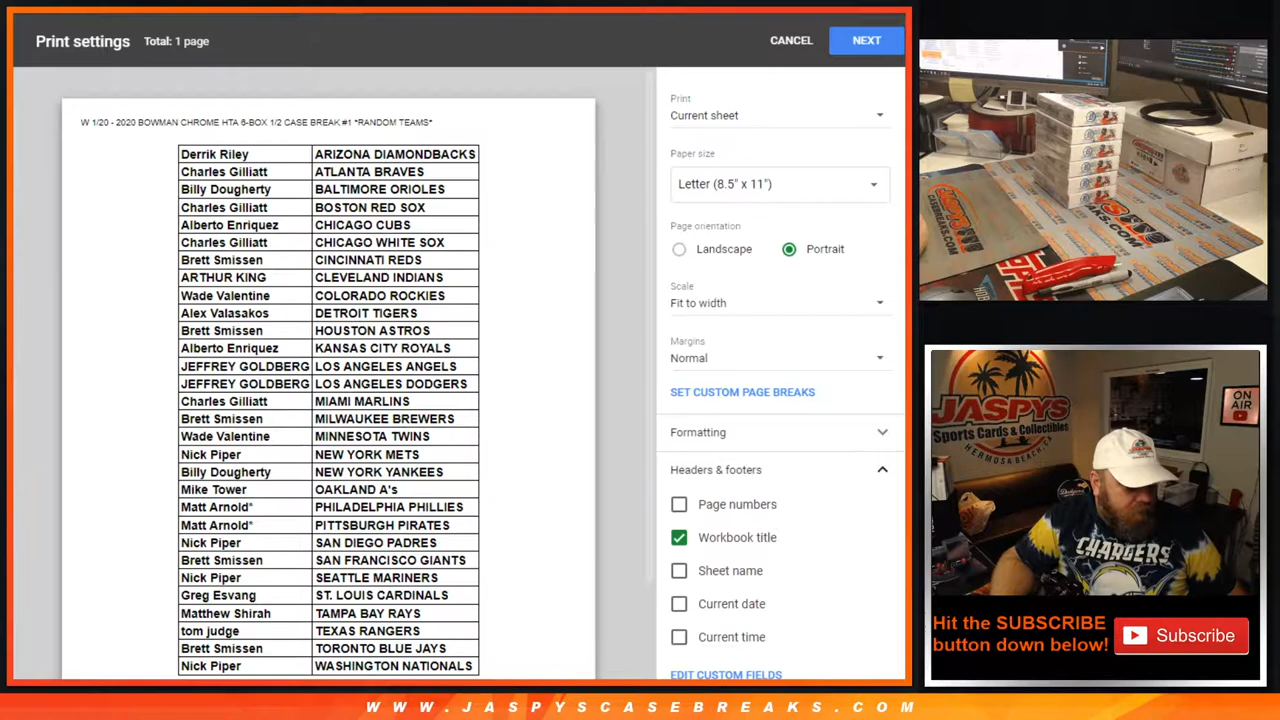 Print settings
Total: 1 page
CANCEL
NEXT
W 1/20 - 2020 BOWMAN CHROME HTA 6-BOX 1/2 CASE BREAK #1 *RANDOM TEAMS*
Derrik Riley ARIZONA DIAMONDBACKS
Charles Gilliatt ATLANTA BRAVES
Billy Dougherty BALTIMORE ORIOLES
Charles Gilliatt BOSTON RED SOX
Alberto Enriquez CHICAGO CUBS
Charles Gilliatt CHICAGO WHITE SOX
Brett Smissen CINCINNATI REDS
ARTHUR KING CLEVELAND INDIANS
Wade Valentine COLORADO ROCKIES
Alex Valasakos DETROIT TIGERS
Brett Smissen HOUSTON ASTROS
Alberto Enriquez KANSAS CITY ROYALS
JEFFREY GOLDBERG LOS ANGELES ANGELS
JEFFREY GOLDBERG LOS ANGELES DODGERS
Charles Gilliatt MIAMI MARLINS
Brett Smissen MILWAUKEE BREWERS
Wade Valentine MINNESOTA TWINS
Nick Piper NEW YORK METS
Billy Dougherty NEW YORK YANKEES
Mike Tower OAKLAND A's
Matt Arnold* PHILADELPHIA PHILLIES
Matt Arnold* PITTSBURGH PIRATES
Nick Piper SAN DIEGO PADRES
Brett Smissen SAN FRANCISCO GIANTS
Nick Piper SEATTLE MARINERS
Greg Esvang ST. LOUIS CARDINALS
Matthew Shirah TAMPA BAY RAYS
tom judge TEXAS RANGERS
Brett Smissen TORONTO BLUE JAYS
Nick Piper WASHINGTON NATIONALS
Print
Current sheet
Paper size
Letter (8.5" x 11")
Page orientation
Landscape
Portrait
Scale
Fit to width
Margins
Normal
SET CUSTOM PAGE BREAKS
Formatting
Headers & footers
Page numbers
Workbook title
Sheet name
Current date
Current time
EDIT CUSTOM FIELDS
JASPYS
Sports Cards & Collectibles
HERMOSA BEACH,
ON
AIR
Dodgers
CHARGERS
Hit the SUBSCRIBE
button down below!
Subscribe
WWW.JASPYSCASEBREAKS.COM